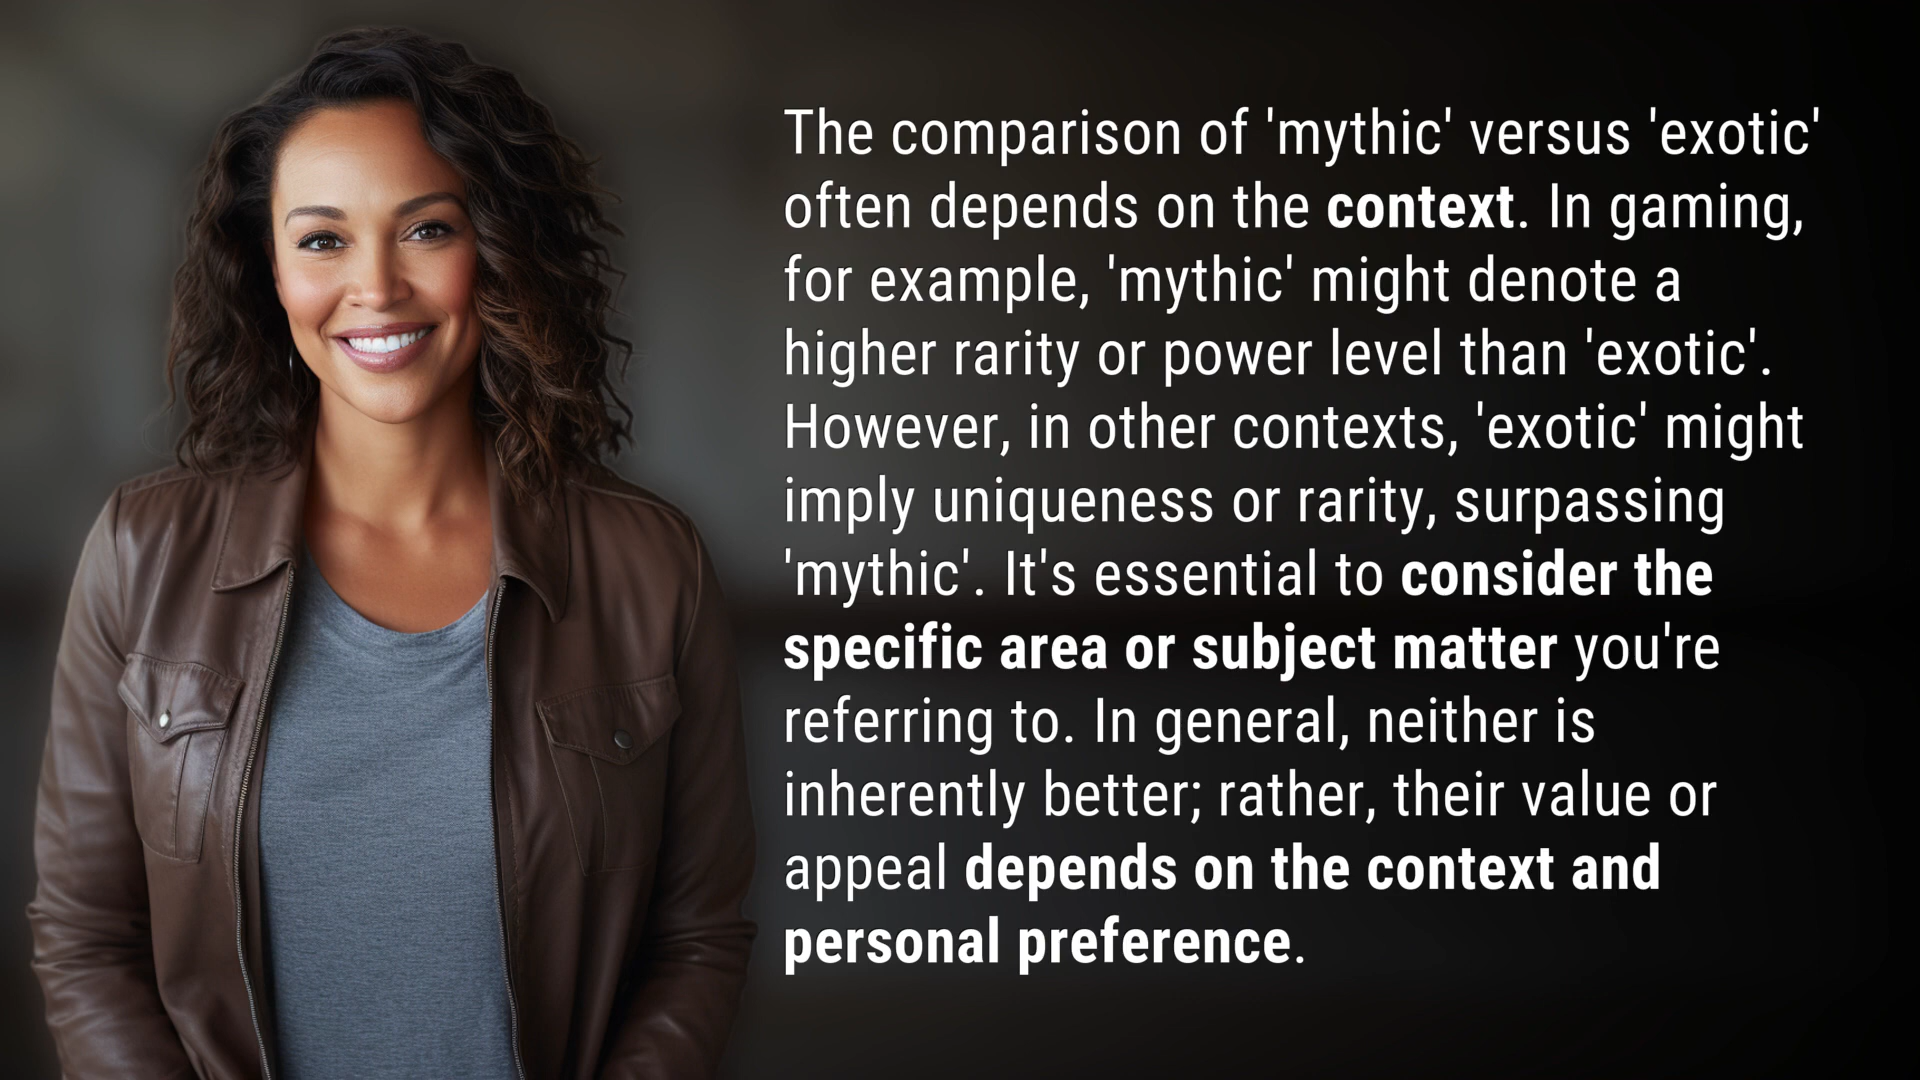 The comparison of 'mythic' versus 'exotic'
often depends on the context. In gaming,
for example, 'mythic' might denote a
higher rarity or power level than 'exotic'.
However, in other contexts, 'exotic' might
imply uniqueness or rarity, surpassing
'mythic'. It's essential to consider the
specific area or subject matter you're
referring to. In general, neither is
inherently better; rather, their value or
appeal depends on the context and
personal preference.